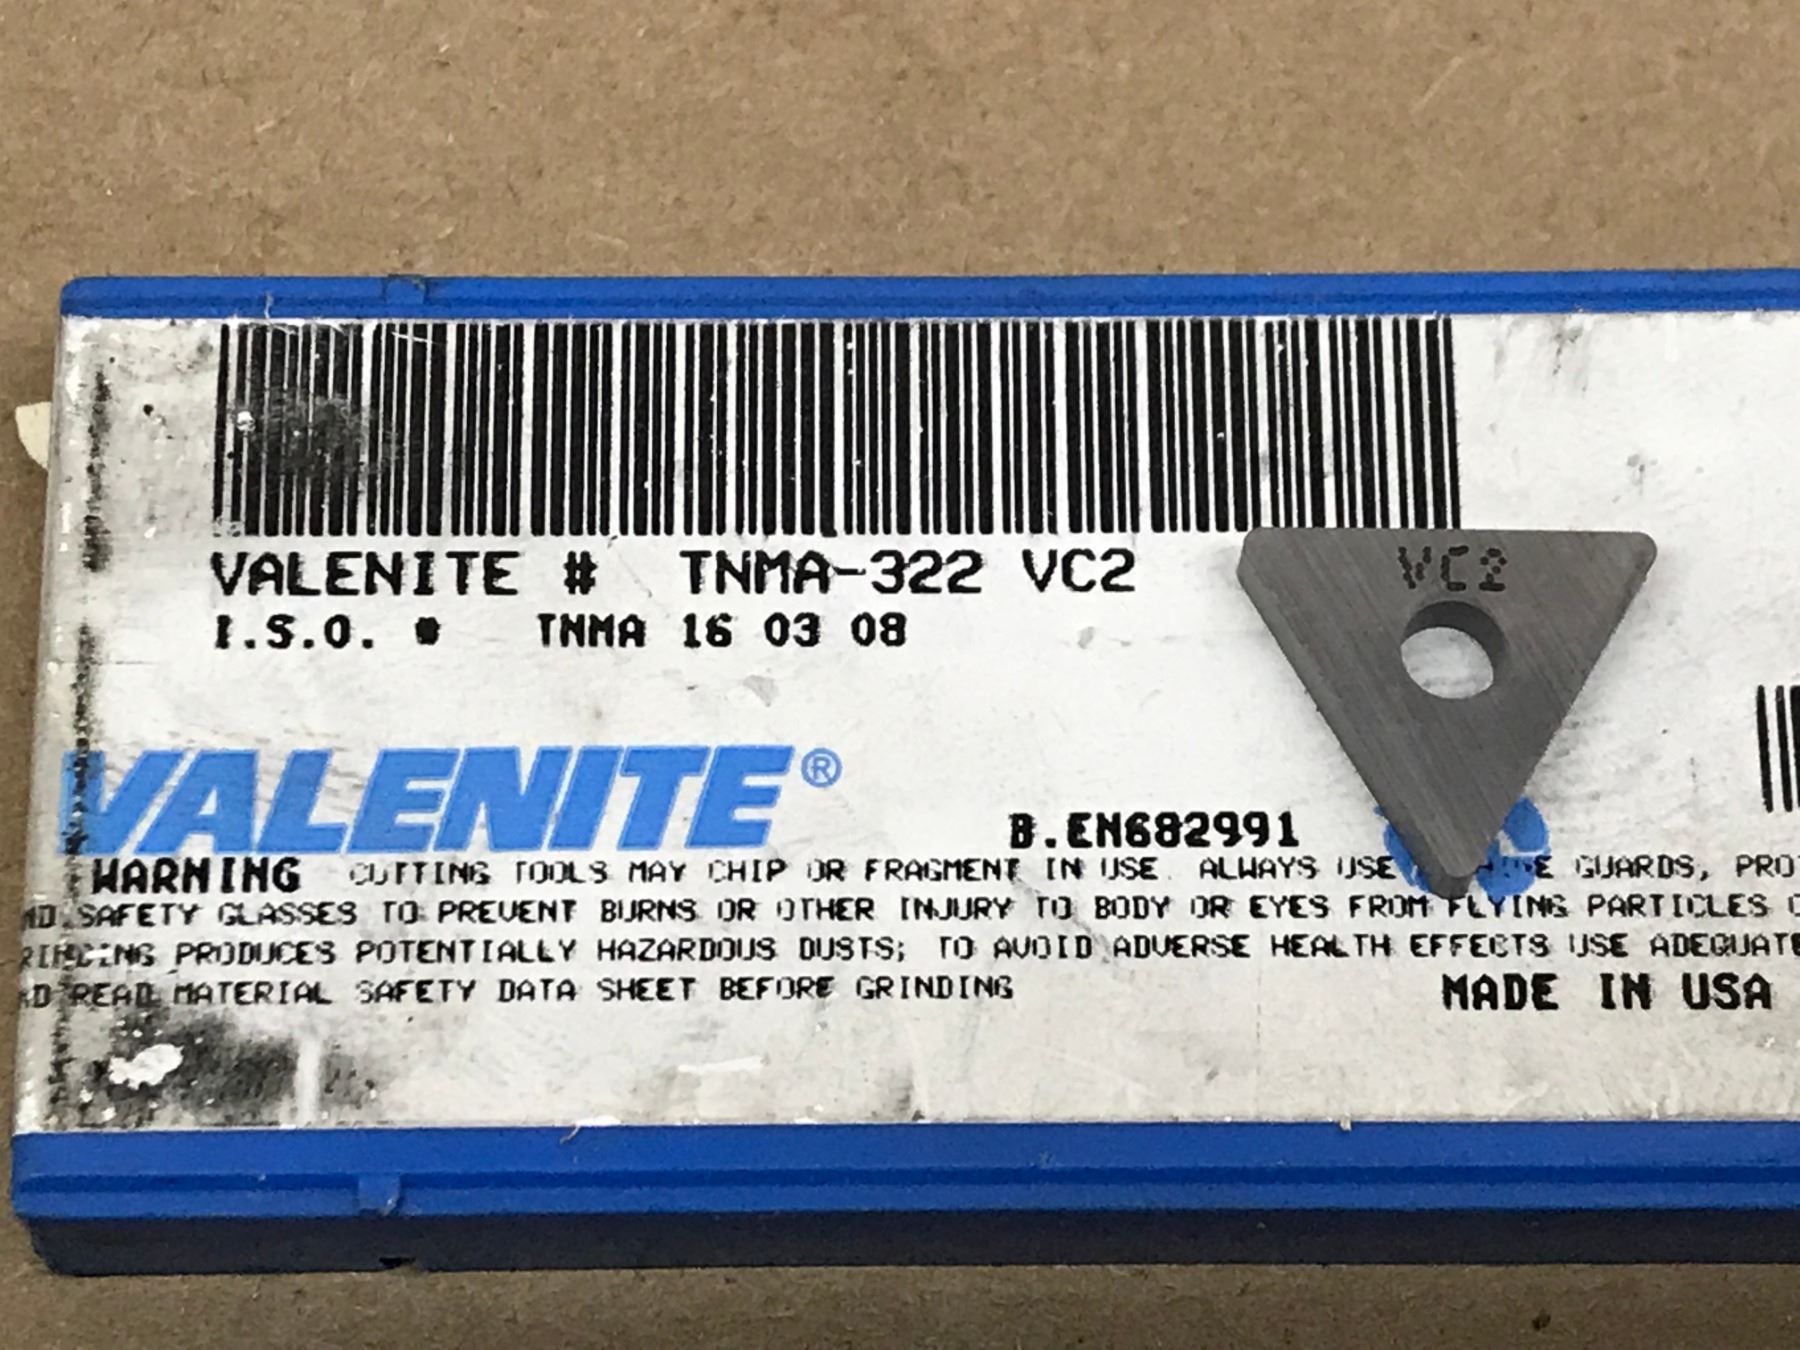 VALENITE # TNMA-322 VC2
VC2
I.S.O. # TNMA 16 03 08
VALENITE®
B.EN682991
WARNING CUTTING TOOLS MAY CHIP OR FRAGMENT IN USE. ALWAYS USE GUARDS,
SAFETY GLASSES TO PREVENT BURNS OR OTHER INJURY TO BODY OR EYES FROM FLYING PARTICLES
PRODUCES POTENTIALLY HAZARDOUS DUSTS; TO AVOID ADVERSE HEALTH EFFECTS USE ADEQUATE
READ MATERIAL SAFETY DATA SHEET BEFORE GRINDING
MADE IN USA